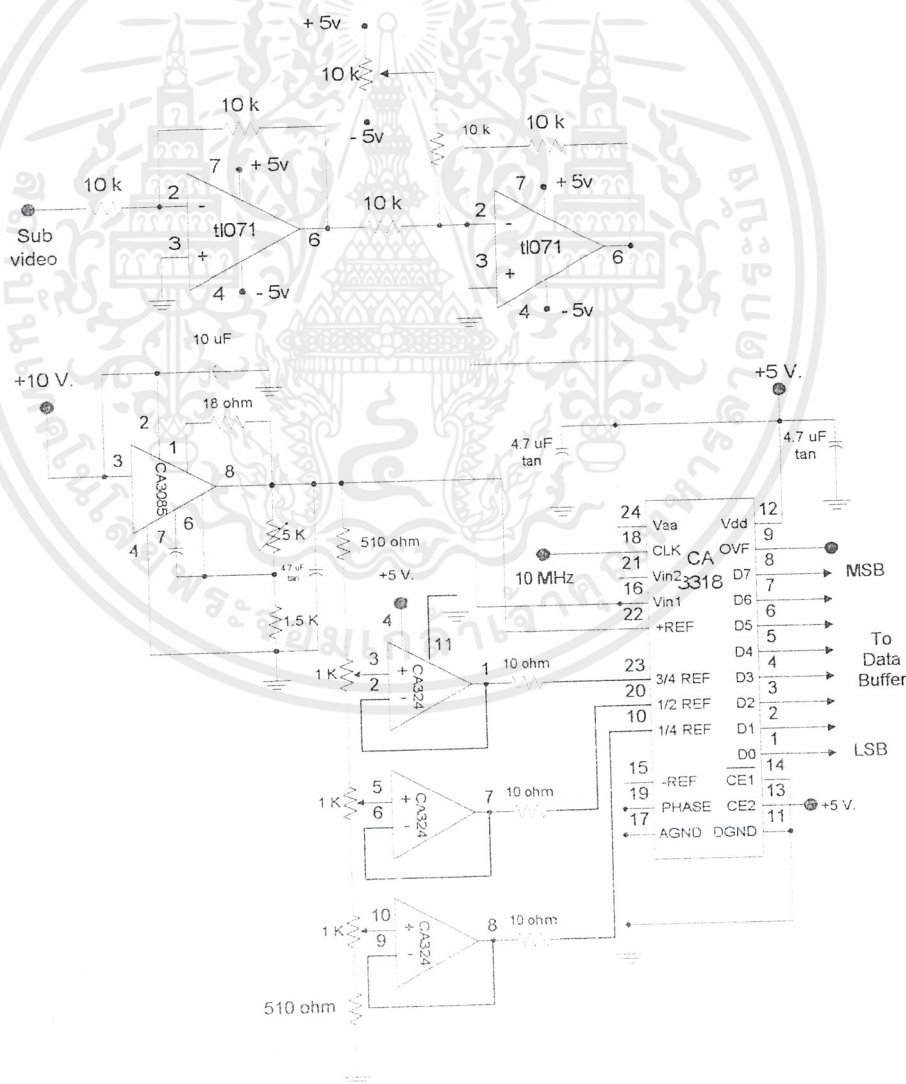 + 5v
10 k
- 5v
10 k
10 k
10 k
10 k
10 k
7
+ 5v
2
-
tl071
3
+
6
4
- 5v
Sub
video
7
+ 5v
2
-
tl071
3
+
6
4
- 5v
10 uF
+10 V.
2
1
18 ohm
3
CA3085
8
6
7
4
5 K
4.7 uF
tan
1.5 K
510 ohm
+5 V.
4
11
1 K
3
+
2
-
CA324
1
10 ohm
1 K
5
+
6
-
CA324
7
10 ohm
1 K
10
+
9
-
CA324
8
10 ohm
510 ohm
+5 V.
4.7 uF
tan
4.7 uF
tan
24
Vaa
18
CLK
10 MHz
21
Vin2
16
Vin1
22
+REF
23
3/4 REF
20
1/2 REF
10
1/4 REF
15
-REF
19
PHASE
17
AGND
CA
3318
12
Vdd
9
OVF
8
D7
MSB
7
D6
6
D5
5
D4
4
D3
3
D2
2
D1
1
D0
LSB
14
CE1
13
CE2
+5 V.
11
DGND
To
Data
Buffer